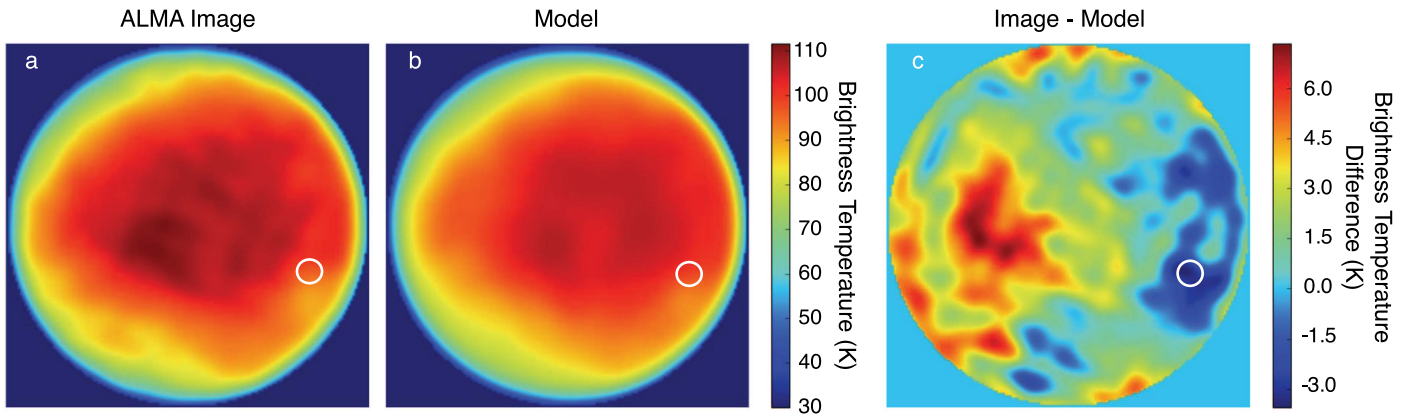 ALMA Image
Model
Image - Model
a
b
c
110
100
90
80
70
60
50
40
30
Brightness Temperature (K)
6.0
4.5
3.0
1.5
0.0
-1.5
-3.0
Brightness Temperature
Difference (K)